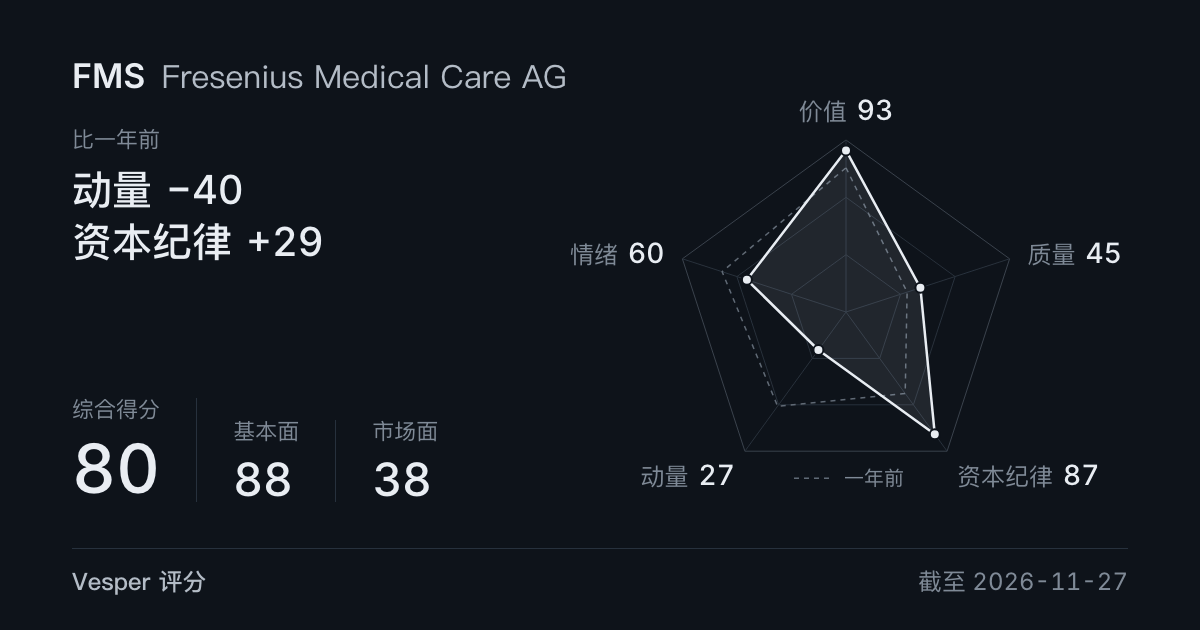 FMS Fresenius Medical Care AG
比一年前
动量 −40
资本纪律 +29
综合得分
80
基本面
88
市场面
38
价值 93
质量 45
资本纪律 87
动量 27
情绪 60
一年前
Vesper 评分
截至 2026-11-27